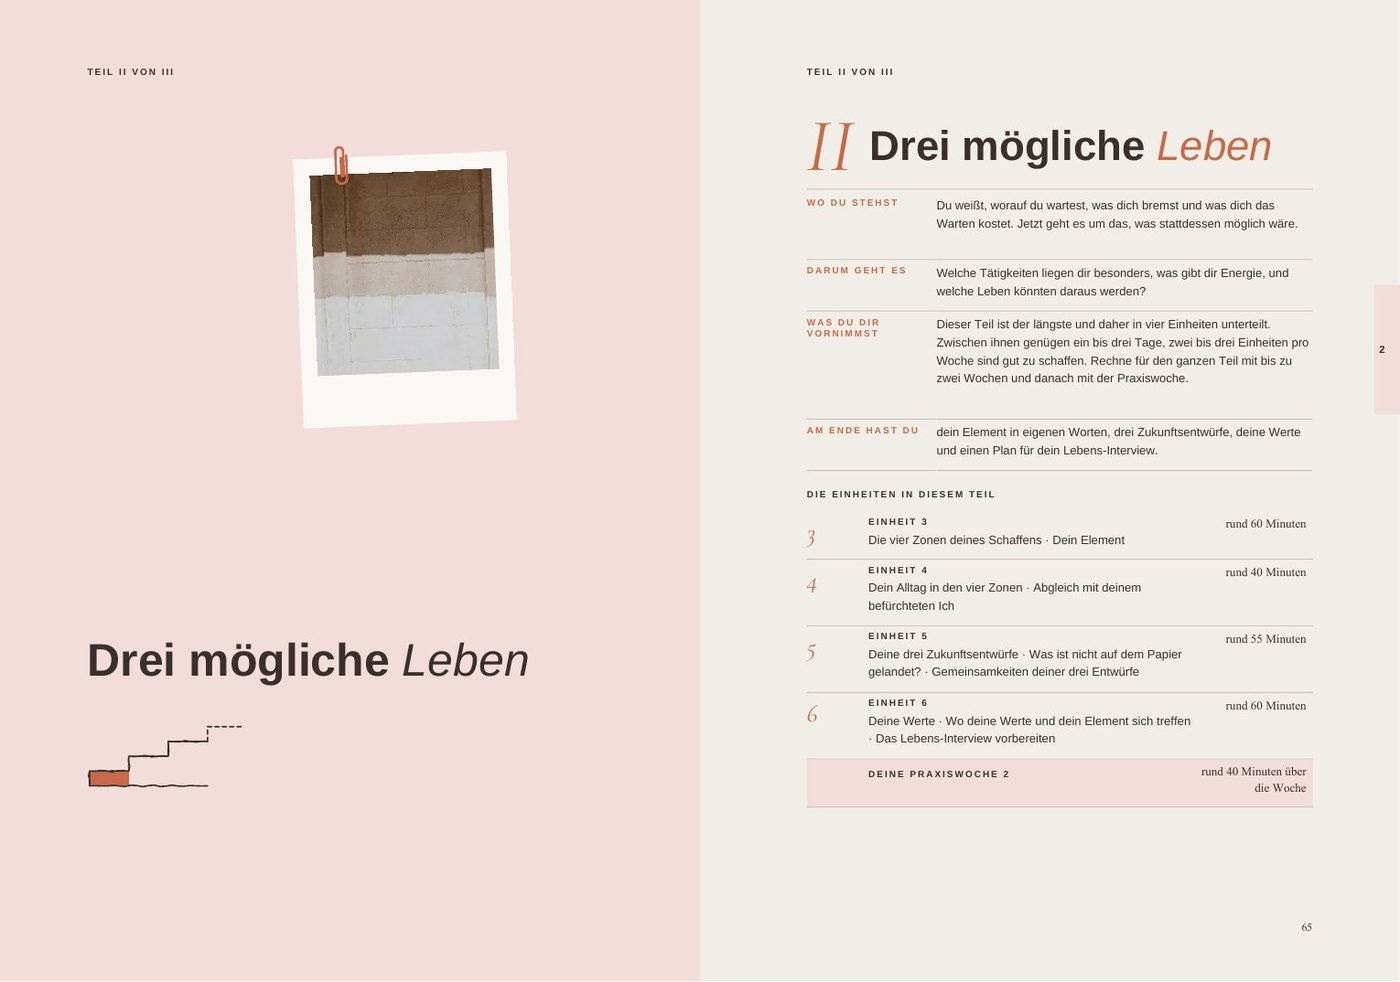 TEIL II VON III
Drei mögliche Leben
TEIL II VON III
II Drei mögliche Leben
WO DU STEHST
Du weißt, worauf du wartest, was dich bremst und was dich das
Warten kostet. Jetzt geht es um das, was stattdessen möglich wäre.
DARUM GEHT ES
Welche Tätigkeiten liegen dir besonders, was gibt dir Energie, und
welche Leben könnten daraus werden?
WAS DU DIR
VORNIMMST
Dieser Teil ist der längste und daher in vier Einheiten unterteilt.
Zwischen ihnen genügen ein bis drei Tage, zwei bis drei Einheiten pro
Woche sind gut zu schaffen. Rechne für den ganzen Teil mit bis zu
zwei Wochen und danach mit der Praxiswoche.
AM ENDE HAST DU
dein Element in eigenen Worten, drei Zukunftsentwürfe, deine Werte
und einen Plan für dein Lebens-Interview.
DIE EINHEITEN IN DIESEM TEIL
3
EINHEIT 3
Die vier Zonen deines Schaffens · Dein Element
rund 60 Minuten
4
EINHEIT 4
Dein Alltag in den vier Zonen · Abgleich mit deinem
befürchteten Ich
rund 40 Minuten
5
EINHEIT 5
Deine drei Zukunftsentwürfe · Was ist nicht auf dem Papier
gelandet? · Gemeinsamkeiten deiner drei Entwürfe
rund 55 Minuten
6
EINHEIT 6
Deine Werte · Wo deine Werte und dein Element sich treffen
· Das Lebens-Interview vorbereiten
rund 60 Minuten
DEINE PRAXISWOCHE 2
rund 40 Minuten über
die Woche
2
65